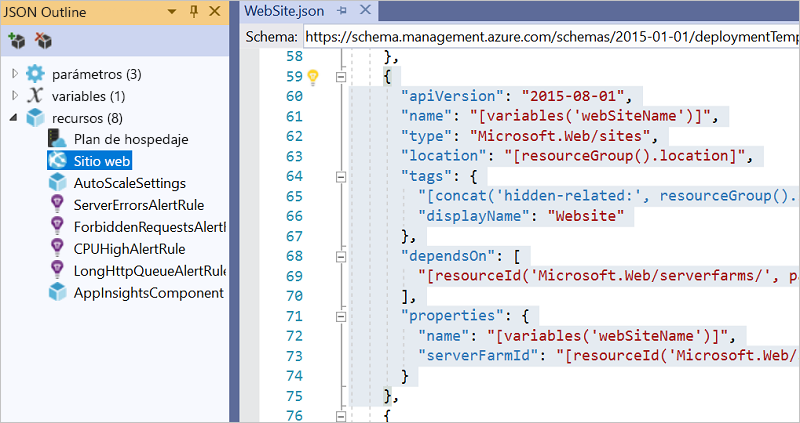 JSON Outline
parámetros (3)
variables (1)
recursos (8)
Plan de hospedaje
Sitio web
AutoScaleSettings
ServerErrorsAlertRule
ForbiddenRequestsAlertR
CPUHighAlertRule
LongHttpQueueAlertRule
AppInsightsComponent
WebSite.json
Schema: https://schema.management.azure.com/schemas/2015-01-01/deploymentTemp
58 },
59 {
60 "apiVersion": "2015-08-01",
61 "name": "[variables('webSiteName')]",
62 "type": "Microsoft.Web/sites",
63 "location": "[resourceGroup().location]",
64 "tags": {
65 "[concat('hidden-related:', resourceGroup().
66 "displayName": "Website"
67 },
68 "dependsOn": [
69 "[resourceId('Microsoft.Web/serverfarms/', p
70 ],
71 "properties": {
72 "name": "[variables('webSiteName')]",
73 "serverFarmId": "[resourceId('Microsoft.Web/
74 }
75 },
76 {